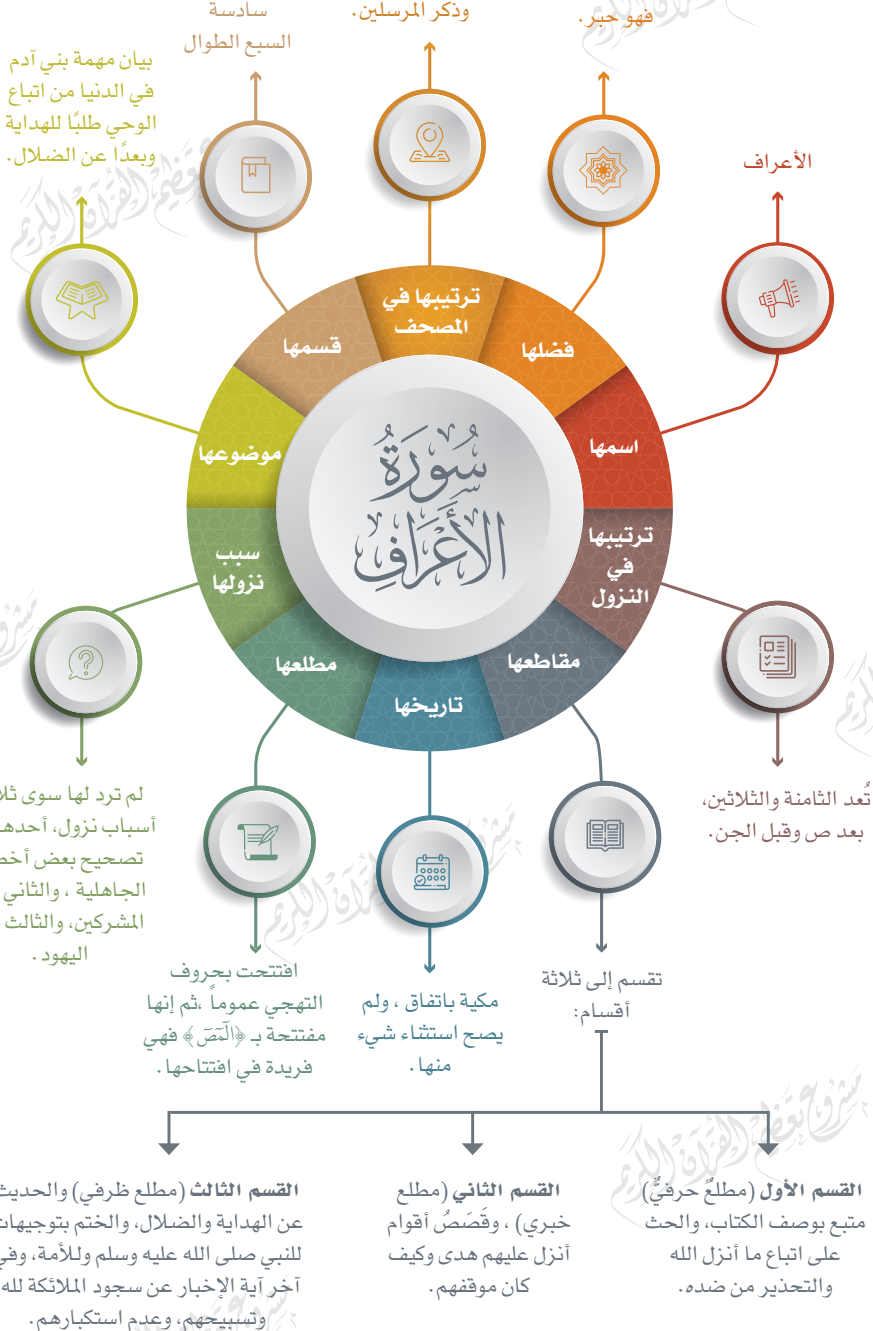 سادسة
السبع الطوال
وذكر المرسلين.
فهو حبر.
بيان مهمة بني آدم
في الدنيا من اتباع
الوحي طلبًا للهداية
وبعدًا عن الضلال.
الأعراف
ترتيبها في
المصحف
فضلها
قسمها
اسمها
موضوعها
سُورَةُ
الأَعْرَافِ
ترتيبها
في
النزول
سبب
نزولها
مقاطعها
مطلعها
تاريخها
تُعد الثامنة والثلاثين،
بعد ص وقبل الجن.
لم ترد لها سوى
أسباب نزول،
تصحيح بعض
الجاهلية ، والثاني
المشركين، والثالث
اليهود.
افتتحت بحروف
التهجي عموماً ،ثم إنها
مفتتحة بـ ﴿الٓمٓصٓ﴾ فهي
فريدة في افتتاحها.
مكية باتفاق ، ولم
يصح استثناء شيء
منها.
تقسم إلى ثلاثة
أقسام:
القسم الأول (مطلعٌ حرفيٌّ)
متبع بوصف الكتاب، والحث
على اتباع ما أنزل الله
والتحذير من ضده.
القسم الثاني (مطلع
خبري) ، وقَصَصُ أقوام
أنزل عليهم هدى وكيف
كان موقفهم.
القسم الثالث (مطلع ظرفي) والحديث
عن الهداية والضلال، والختم بتوجيهات
للنبي صلى الله عليه وسلم وللأمة، وفي
آخر آية الإخبار عن سجود الملائكة لله
وتسبيحهم، وعدم استكبارهم.
مشروع تعظيم القرآن الكريم